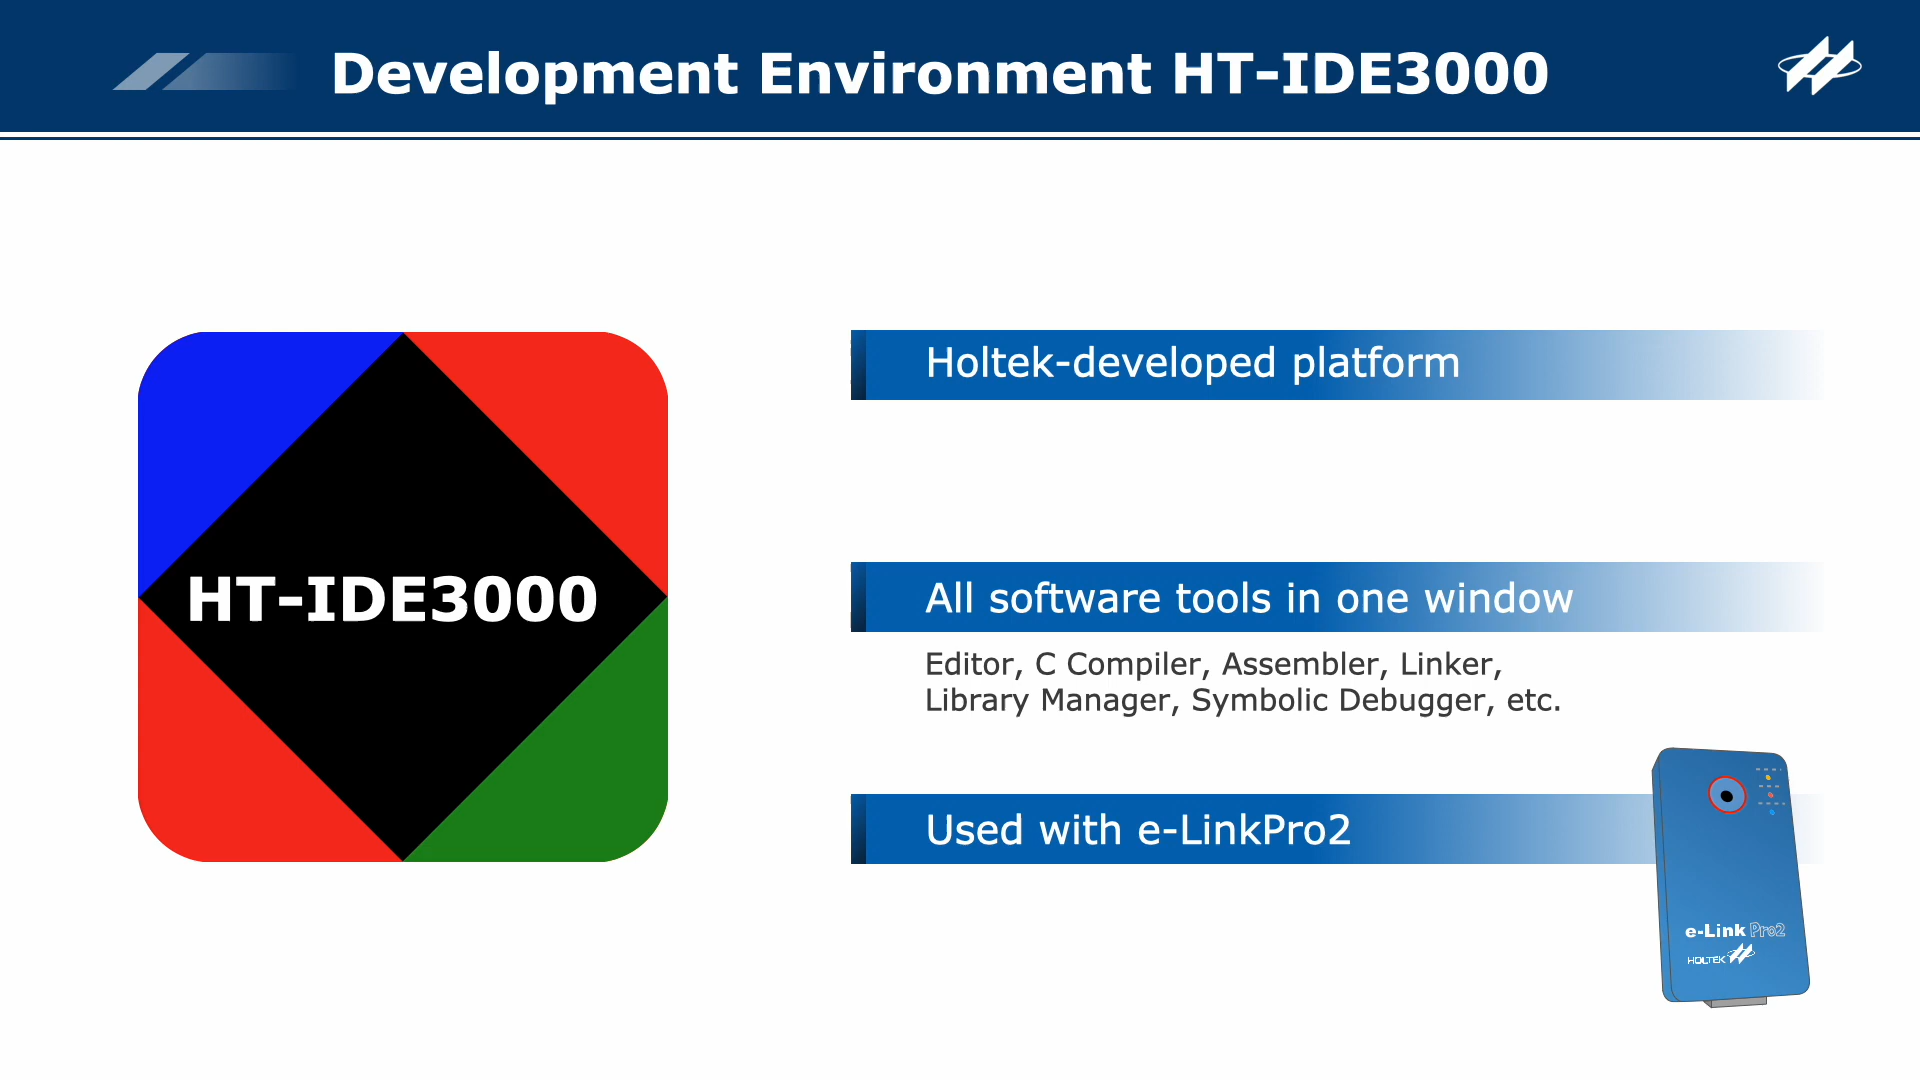 Development Environment HT-IDE3000
HT-IDE3000
Holtek-developed platform
All software tools in one window
Editor, C Compiler, Assembler, Linker,
Library Manager, Symbolic Debugger, etc.
Used with e-LinkPro2
e-Link Pro2
HOLTEK